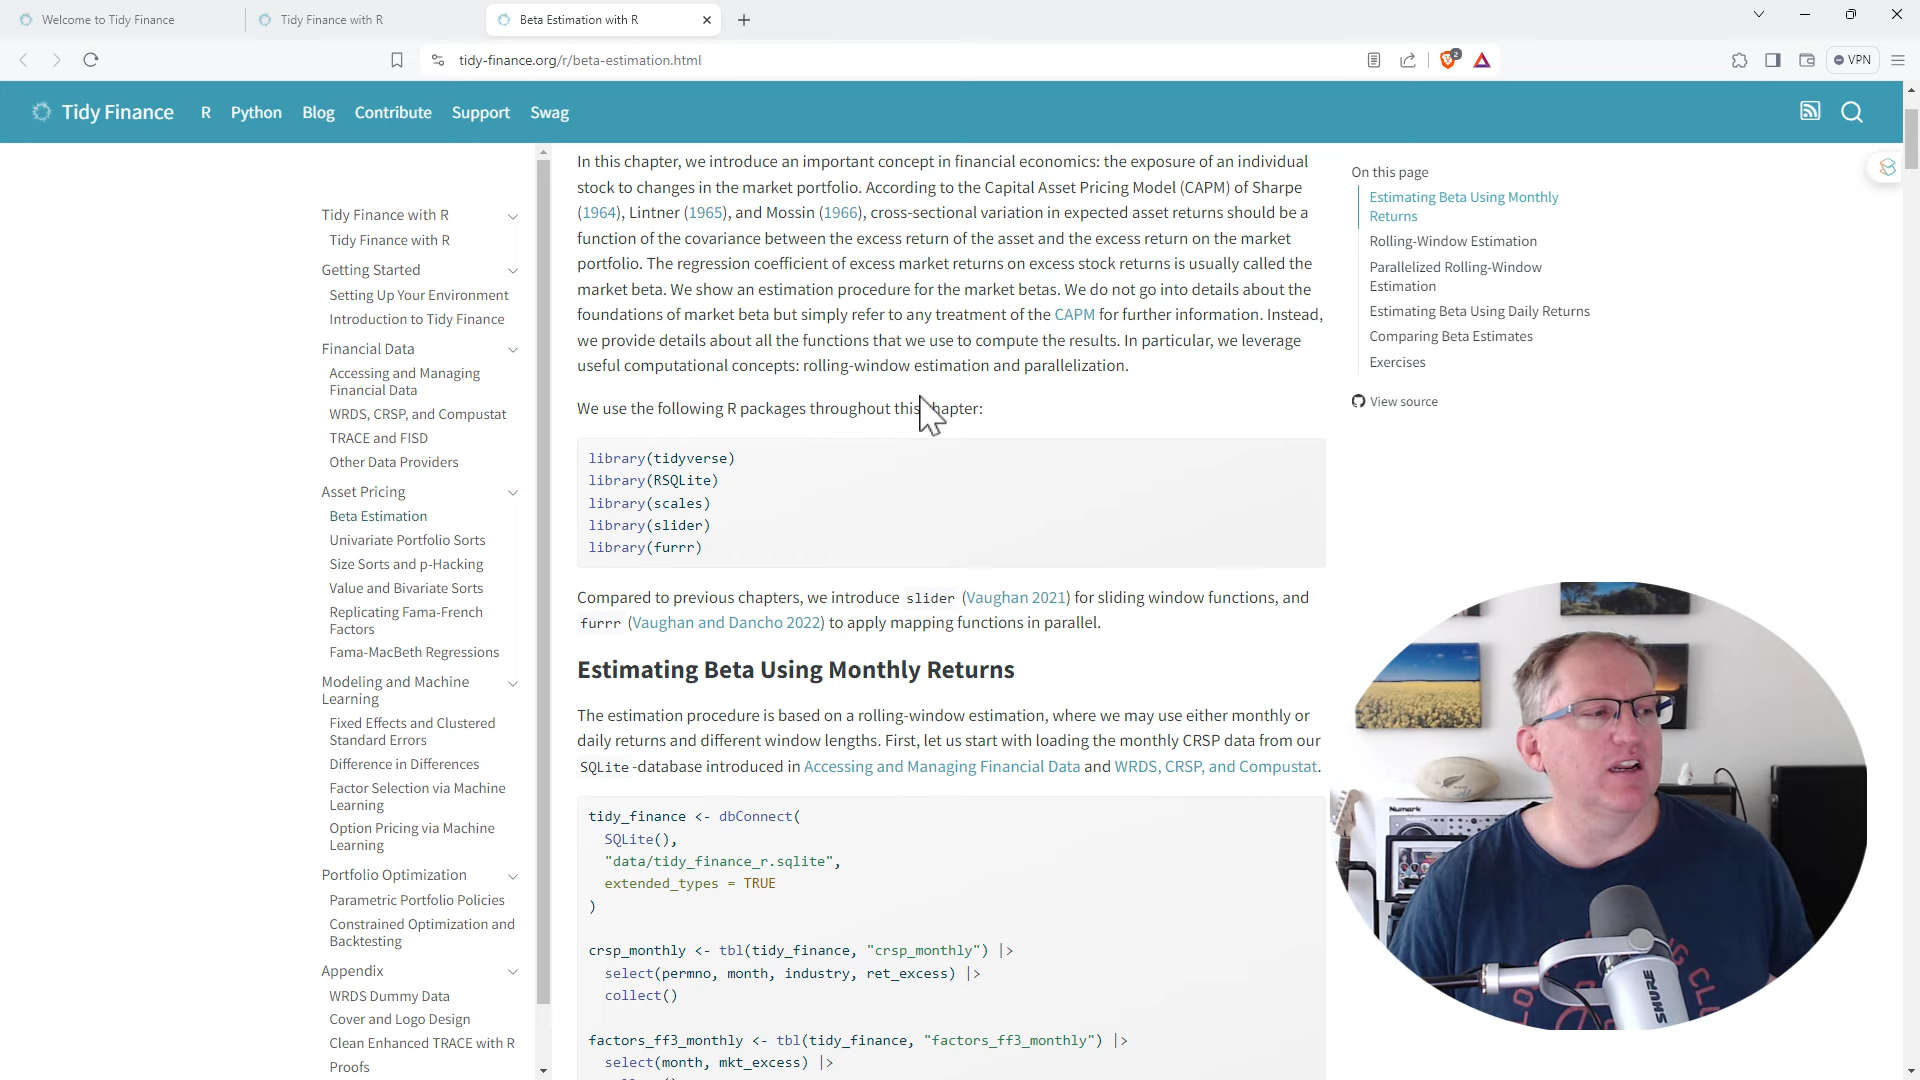 Welcome to Tidy Finance
Tidy Finance with R
Beta Estimation with R
tidy-finance.org/r/beta-estimation.html
2
VPN
Tidy Finance
R
Python
Blog
Contribute
Support
Swag
Tidy Finance with R
Tidy Finance with R
Getting Started
Setting Up Your Environment
Introduction to Tidy Finance
Financial Data
Accessing and Managing
Financial Data
WRDS, CRSP, and Compustat
TRACE and FISD
Other Data Providers
Asset Pricing
Beta Estimation
Univariate Portfolio Sorts
Size Sorts and p-Hacking
Value and Bivariate Sorts
Replicating Fama-French
Factors
Fama-MacBeth Regressions
Modeling and Machine
Learning
Fixed Effects and Clustered
Standard Errors
Difference in Differences
Factor Selection via Machine
Learning
Option Pricing via Machine
Learning
Portfolio Optimization
Parametric Portfolio Policies
Constrained Optimization and
Backtesting
Appendix
WRDS Dummy Data
Cover and Logo Design
Clean Enhanced TRACE with R
Proofs
In this chapter, we introduce an important concept in financial economics: the exposure of an individual
stock to changes in the market portfolio. According to the Capital Asset Pricing Model (CAPM) of Sharpe
(1964), Lintner (1965), and Mossin (1966), cross-sectional variation in expected asset returns should be a
function of the covariance between the excess return of the asset and the excess return on the market
portfolio. The regression coefficient of excess market returns on excess stock returns is usually called the
market beta. We show an estimation procedure for the market betas. We do not go into details about the
foundations of market beta but simply refer to any treatment of the CAPM for further information. Instead,
we provide details about all the functions that we use to compute the results. In particular, we leverage
useful computational concepts: rolling-window estimation and parallelization.
We use the following R packages throughout this chapter:
library(tidyverse)
library(RSQLite)
library(scales)
library(slider)
library(furrr)
Compared to previous chapters, we introduce slider (Vaughan 2021) for sliding window functions, and
furrr (Vaughan and Dancho 2022) to apply mapping functions in parallel.
Estimating Beta Using Monthly Returns
The estimation procedure is based on a rolling-window estimation, where we may use either monthly or
daily returns and different window lengths. First, let us start with loading the monthly CRSP data from our
SQLite-database introduced in Accessing and Managing Financial Data and WRDS, CRSP, and Compustat.
tidy_finance <- dbConnect(
SQLite(),
"data/tidy_finance_r.sqlite",
extended_types = TRUE
)
crsp_monthly <- tbl(tidy_finance, "crsp_monthly") |>
select(permno, month, industry, ret_excess) |>
collect()
factors_ff3_monthly <- tbl(tidy_finance, "factors_ff3_monthly") |>
select(month, mkt_excess) |>
On this page
Estimating Beta Using Monthly
Returns
Rolling-Window Estimation
Parallelized Rolling-Window
Estimation
Estimating Beta Using Daily Returns
Comparing Beta Estimates
Exercises
View source
Numark
SHURE